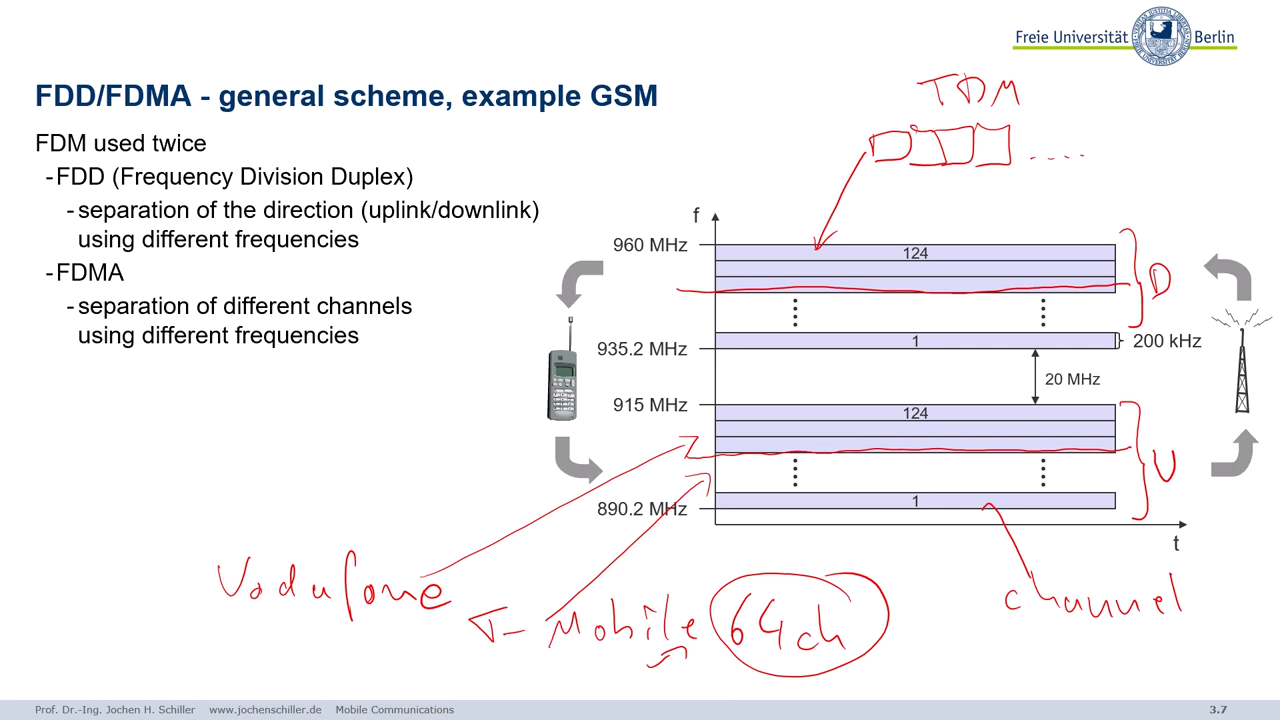 Freie Universität Berlin
FDD/FDMA - general scheme, example GSM
TDM
FDM used twice
-FDD (Frequency Division Duplex)
-separation of the direction (uplink/downlink)
using different frequencies
-FDMA
-separation of different channels
using different frequencies
f
960 MHz
124
D
935.2 MHz
1
200 kHz
20 MHz
915 MHz
124
U
890.2 MHz
1
t
Vodafone
T-Mobile
64 ch
channel
Prof. Dr.-Ing. Jochen H. Schiller www.jochenschiller.de Mobile Communications
3.7